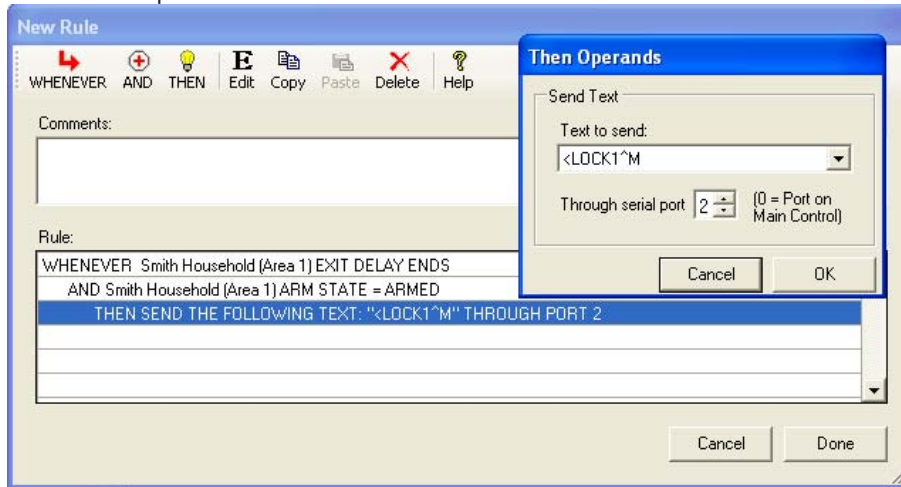 New Rule
WHENEVER AND THEN E Edit Copy Paste Delete ? Help
Comments:
Rule:
WHENEVER Smith Household (Area 1) EXIT DELAY ENDS
AND Smith Household (Area 1) ARM STATE = ARMED
THEN SEND THE FOLLOWING TEXT: "<LOCK1^M" THROUGH PORT 2
Cancel Done
Then Operands
Send Text
Text to send:
<LOCK1^M
Through serial port 2 (0 = Port on
Main Control)
Cancel OK